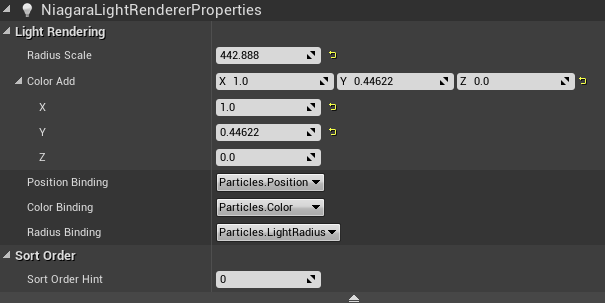 NiagaraLightRendererProperties
Light Rendering
Radius Scale 442.888
Color Add X 1.0 Y 0.44622 Z 0.0
X 1.0
Y 0.44622
Z 0.0
Position Binding Particles.Position
Color Binding Particles.Color
Radius Binding Particles.LightRadius
Sort Order
Sort Order Hint 0